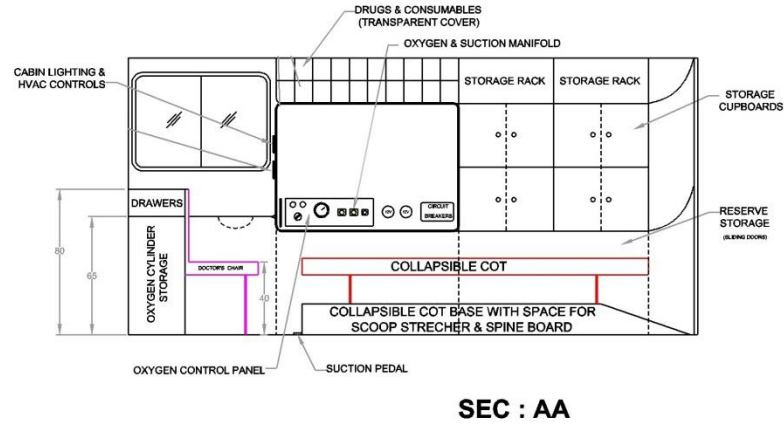 DRUGS & CONSUMABLES
(TRANSPARENT COVER)
OXYGEN & SUCTION MANIFOLD
CABIN LIGHTING &
HVAC CONTROLS
STORAGE RACK
STORAGE RACK
STORAGE
CUPBOARDS
DRAWERS
CIRCUIT
BREAKERS
RESERVE
STORAGE
(SLIDING DOORS)
80
65
OXYGEN CYLINDER
STORAGE
DOCTOR'S CHAIR
40
COLLAPSIBLE COT
COLLAPSIBLE COT BASE WITH SPACE FOR
SCOOP STRECHER & SPINE BOARD
OXYGEN CONTROL PANEL
SUCTION PEDAL
SEC : AA